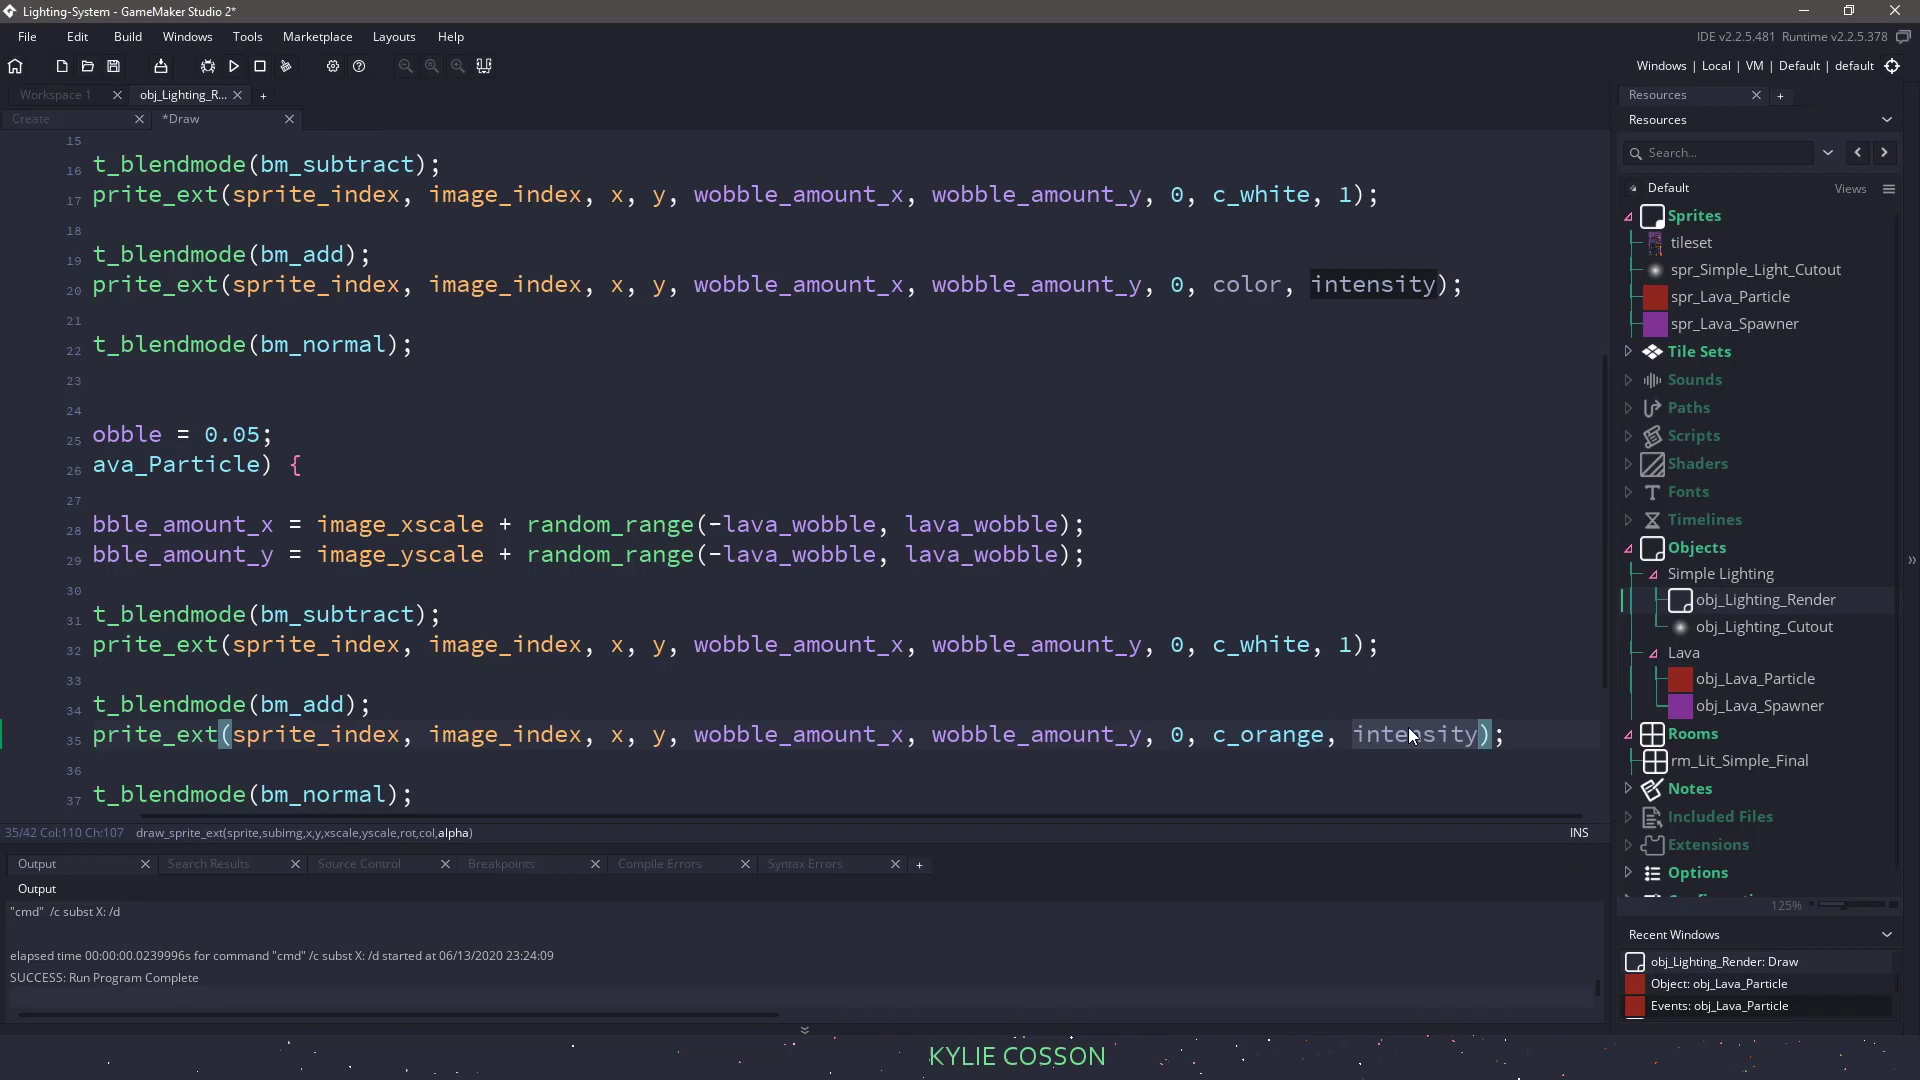 Lighting-System - GameMaker Studio 2*
File Edit Build Windows Tools Marketplace Layouts Help
IDE v2.2.5.481 Runtime v2.2.5.378
Windows | Local | VM | Default | default
Workspace 1 obj_Lighting_R... +
Create *Draw
15
16 t_blendmode(bm_subtract);
17 prite_ext(sprite_index, image_index, x, y, wobble_amount_x, wobble_amount_y, 0, c_white, 1);
18
19 t_blendmode(bm_add);
20 prite_ext(sprite_index, image_index, x, y, wobble_amount_x, wobble_amount_y, 0, color, intensity);
21
22 t_blendmode(bm_normal);
23
24
25 obble = 0.05;
26 ava_Particle) {
27
28 bble_amount_x = image_xscale + random_range(-lava_wobble, lava_wobble);
29 bble_amount_y = image_yscale + random_range(-lava_wobble, lava_wobble);
30
31 t_blendmode(bm_subtract);
32 prite_ext(sprite_index, image_index, x, y, wobble_amount_x, wobble_amount_y, 0, c_white, 1);
33
34 t_blendmode(bm_add);
35 prite_ext(sprite_index, image_index, x, y, wobble_amount_x, wobble_amount_y, 0, c_orange, intensity);
36
37 t_blendmode(bm_normal);
35/42 Col:110 Ch:107 draw_sprite_ext(sprite,subimg,x,y,xscale,yscale,rot,col,alpha) INS
Output Search Results Source Control Breakpoints Compile Errors Syntax Errors +
Output
"cmd" /c subst X: /d
elapsed time 00:00:00.0239996s for command "cmd" /c subst X: /d started at 06/13/2020 23:24:09
SUCCESS: Run Program Complete
Resources +
Resources
Search...
Default Views
Sprites
tileset
spr_Simple_Light_Cutout
spr_Lava_Particle
spr_Lava_Spawner
Tile Sets
Sounds
Paths
Scripts
Shaders
Fonts
Timelines
Objects
Simple Lighting
obj_Lighting_Render
obj_Lighting_Cutout
Lava
obj_Lava_Particle
obj_Lava_Spawner
Rooms
rm_Lit_Simple_Final
Notes
Included Files
Extensions
Options
125%
Recent Windows
obj_Lighting_Render: Draw
Object: obj_Lava_Particle
Events: obj_Lava_Particle
KYLIE COSSON